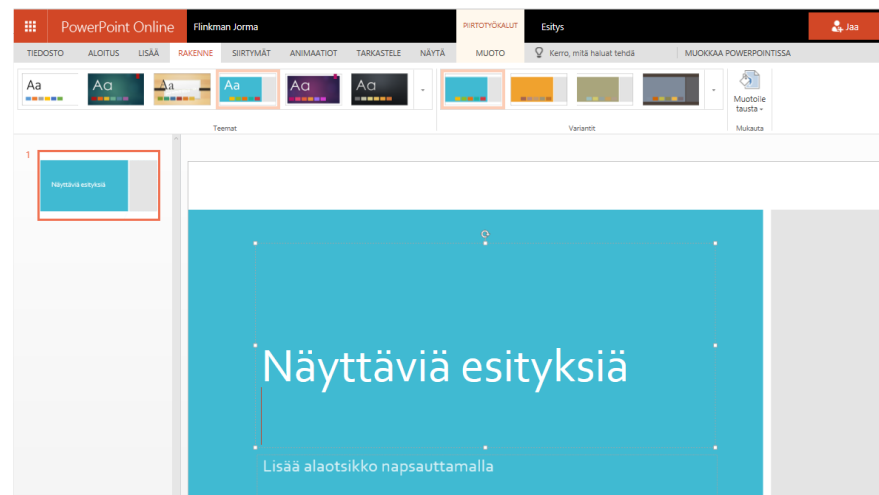 PowerPoint Online Flinkman Jorma PIIRTOTYÖKALUT Esitys Jaa
TIEDOSTO ALOITUS LISÄÄ RAKENNE SIIRTYMÄT ANIMAATIOT TARKASTELE NÄYTÄ MUOTO Kerro, mitä haluat tehdä MUOKKAA POWERPOINTISSA
Aa Aa Aa Aa Aa Aa
Muotoile
tausta
Teemat Variantit Mukauta
1
Näyttäviä esityksiä
Näyttäviä esityksiä
Lisää alaotsikko napsauttamalla